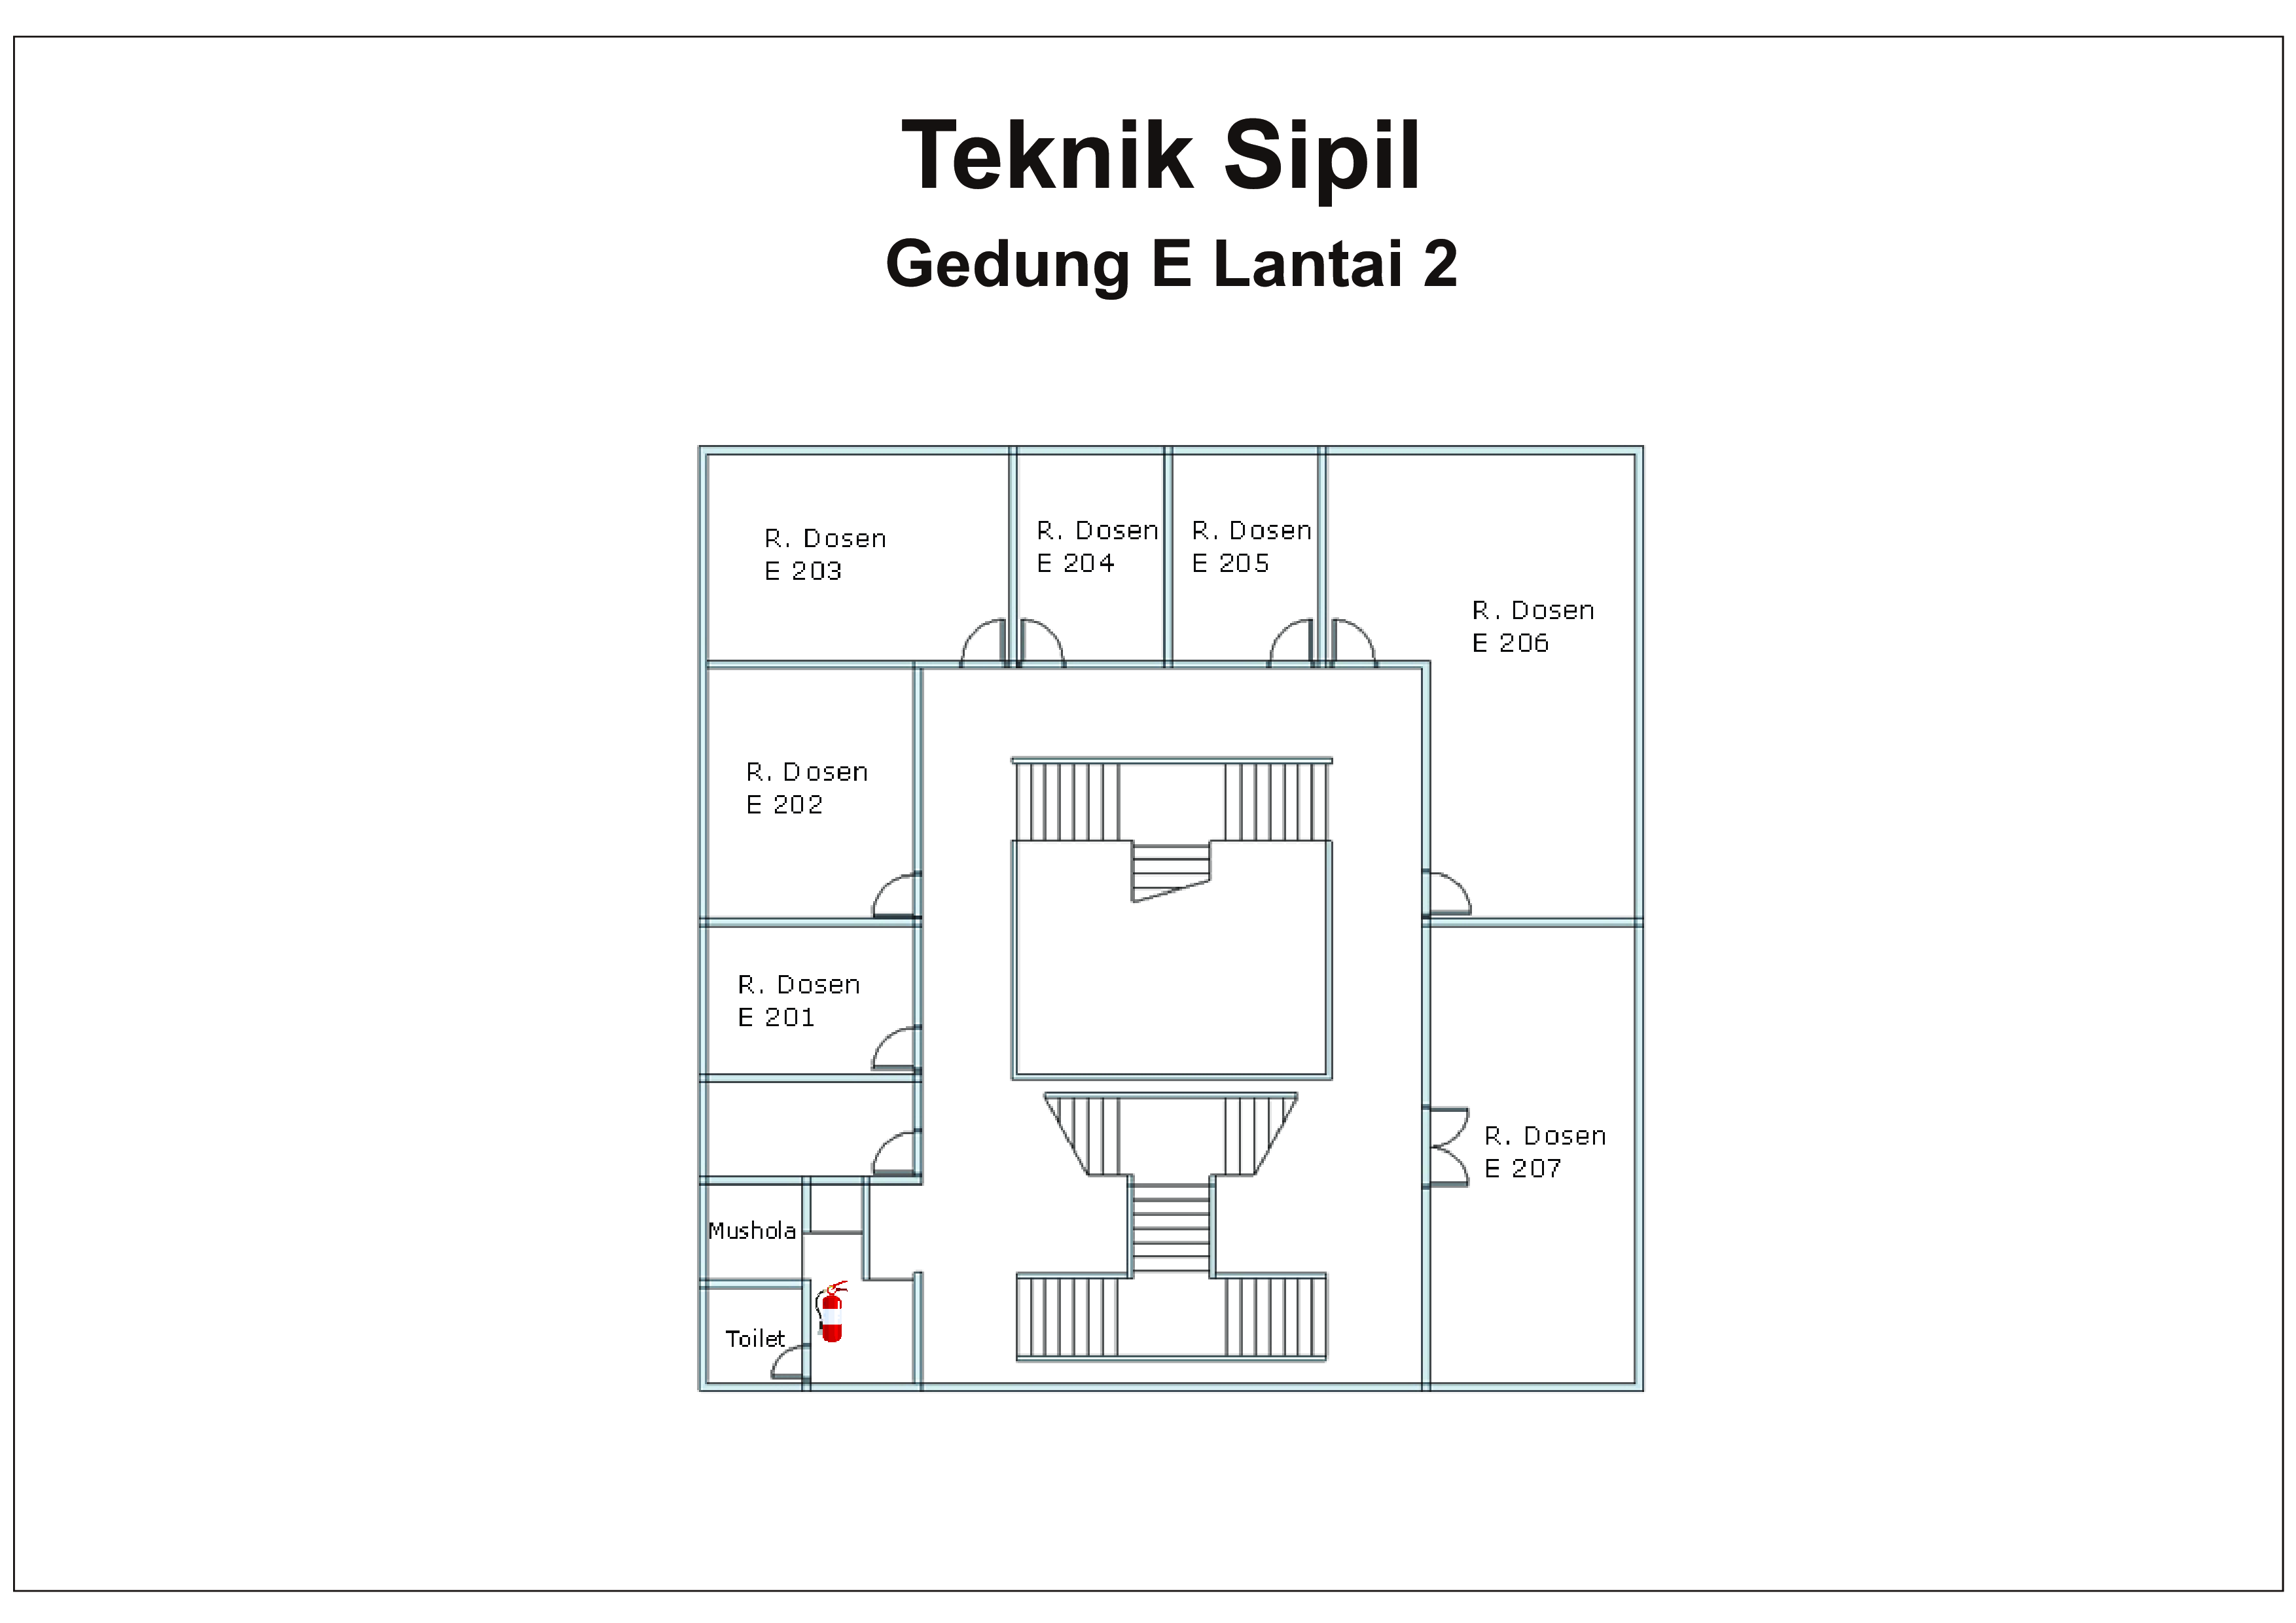 Teknik Sipil
Gedung E Lantai 2
R. Dosen
E 203
R. Dosen
E 204
R. Dosen
E 205
R. Dosen
E 206
R. Dosen
E 202
R. Dosen
E 201
R. Dosen
E 207
Mushola
Toilet